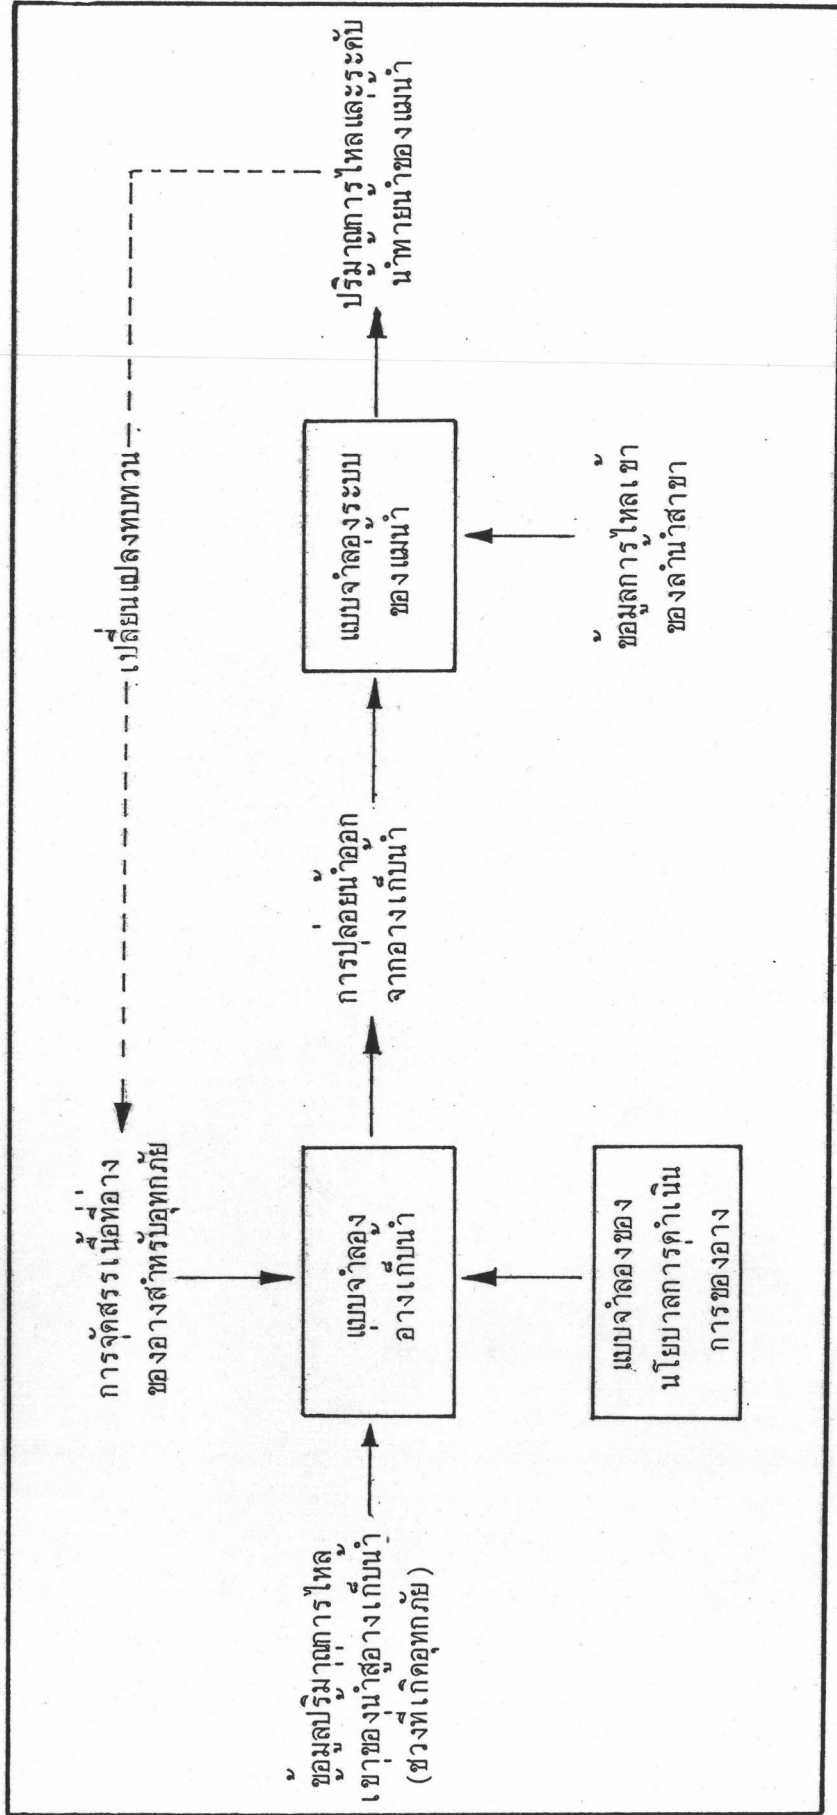 การจัดสรรเนื้อที่อ่าง
ของอ่างสำหรับอุทกภัย
เปลี่ยนแปลงทบทวน
ข้อมูลปริมาณการไหล
เข้าของน้ำสู่อ่างเก็บน้ำ
(ช่วงที่เกิดอุทกภัย)
แบบจำลอง
อ่างเก็บน้ำ
การปล่อยน้ำออก
จากอ่างเก็บน้ำ
แบบจำลองระบบ
ของแม่น้ำ
ปริมาณการไหลและระดับ
น้ำท้ายน้ำของแม่น้ำ
แบบจำลองของ
นโยบาลการดำเนิน
การของอ่าง
ข้อมูลการไหลเข้า
ของลำน้ำสาขา